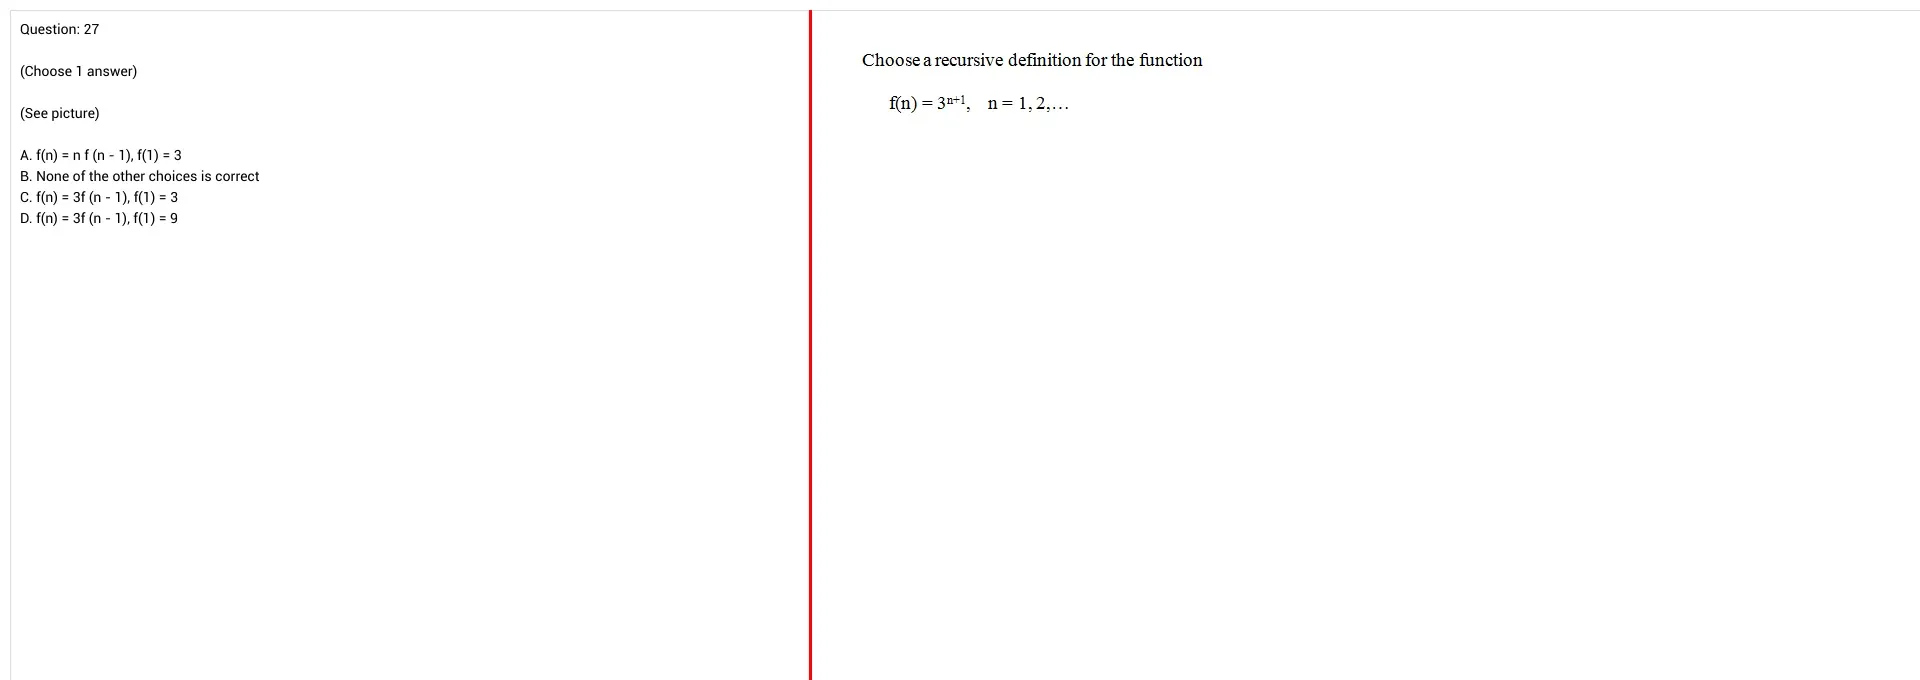 Question: 27
(Choose 1 answer)
(See picture)
A. f(n) = n f (n - 1), f(1) = 3
B. None of the other choices is correct
C. f(n) = 3f (n - 1), f(1) = 3
D. f(n) = 3f (n - 1), f(1) = 9
Choose a recursive definition for the function
f(n) = 3ⁿ⁺¹, n = 1, 2,…